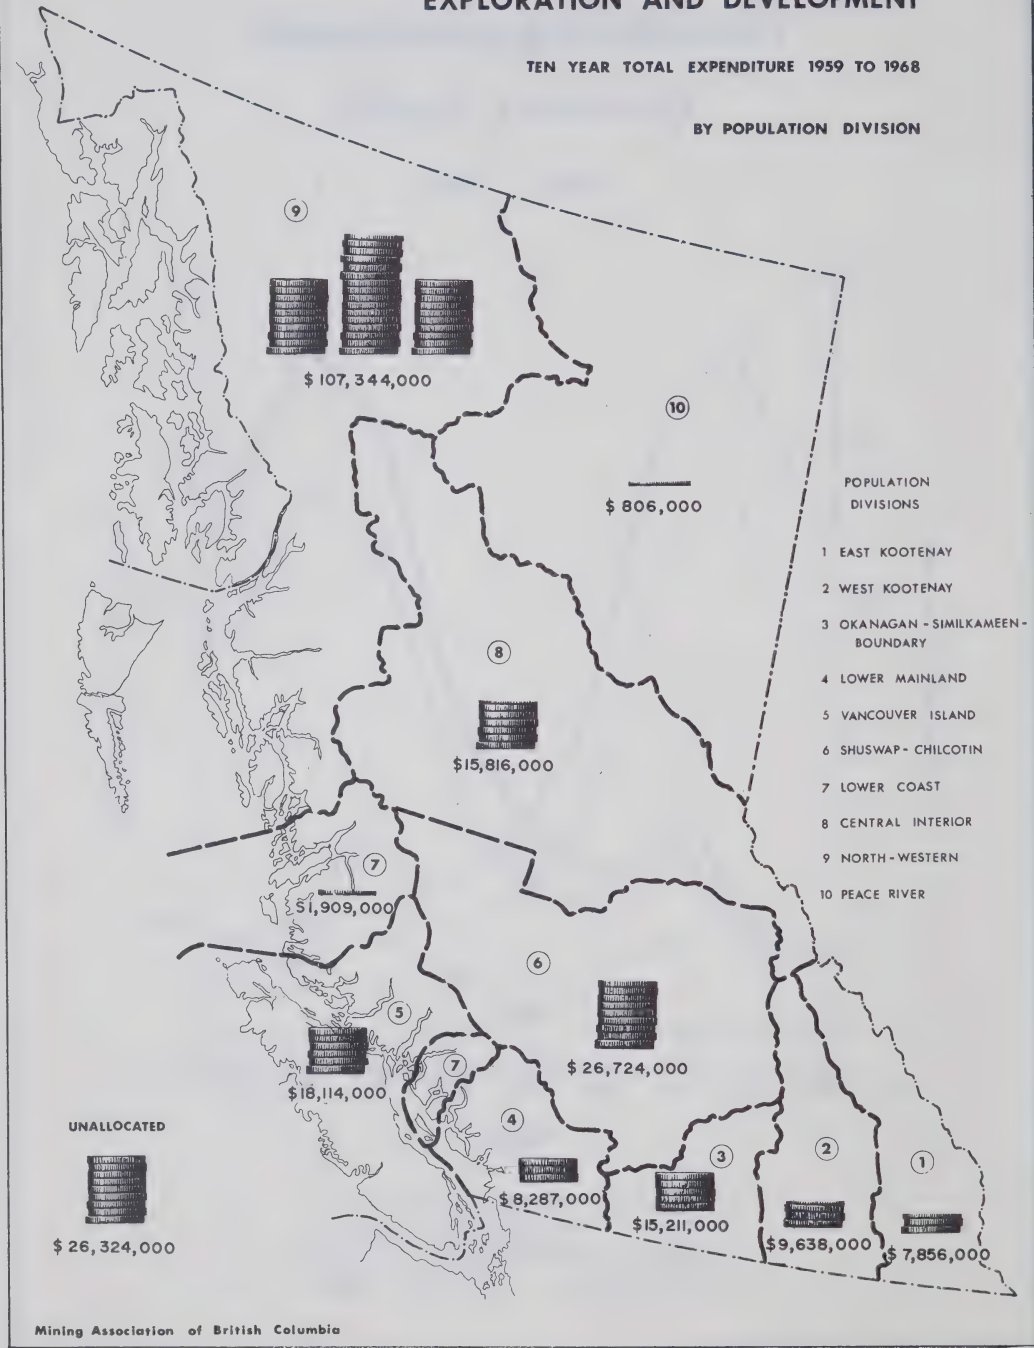 EXPLORATION AND DEVELOPMENT
TEN YEAR TOTAL EXPENDITURE 1959 TO 1968
BY POPULATION DIVISION
9
$ 107,344,000
10
$ 806,000
POPULATION
DIVISIONS
1 EAST KOOTENAY
2 WEST KOOTENAY
3 OKANAGAN - SIMILKAMEEN -
BOUNDARY
4 LOWER MAINLAND
5 VANCOUVER ISLAND
6 SHUSWAP - CHILCOTIN
7 LOWER COAST
8 CENTRAL INTERIOR
9 NORTH - WESTERN
10 PEACE RIVER
8
$15,816,000
7
$1,909,000
6
$ 26,724,000
5
$18,114,000
7
4
$ 8,287,000
3
$15,211,000
2
$9,638,000
1
$ 7,856,000
UNALLOCATED
$ 26,324,000
Mining Association of British Columbia